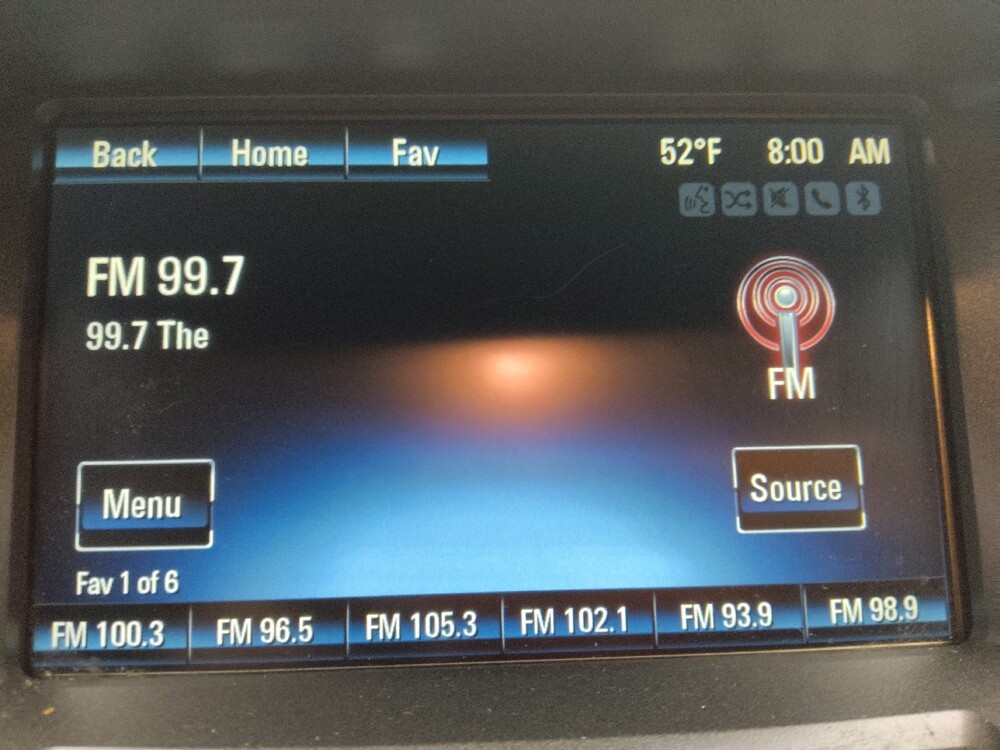 Back Home Fav 52°F 8:00 AM
FM 99.7
99.7 The
FM
Menu
Source
Fav 1 of 6
FM 100.3 FM 96.5 FM 105.3 FM 102.1 FM 93.9 FM 98.9